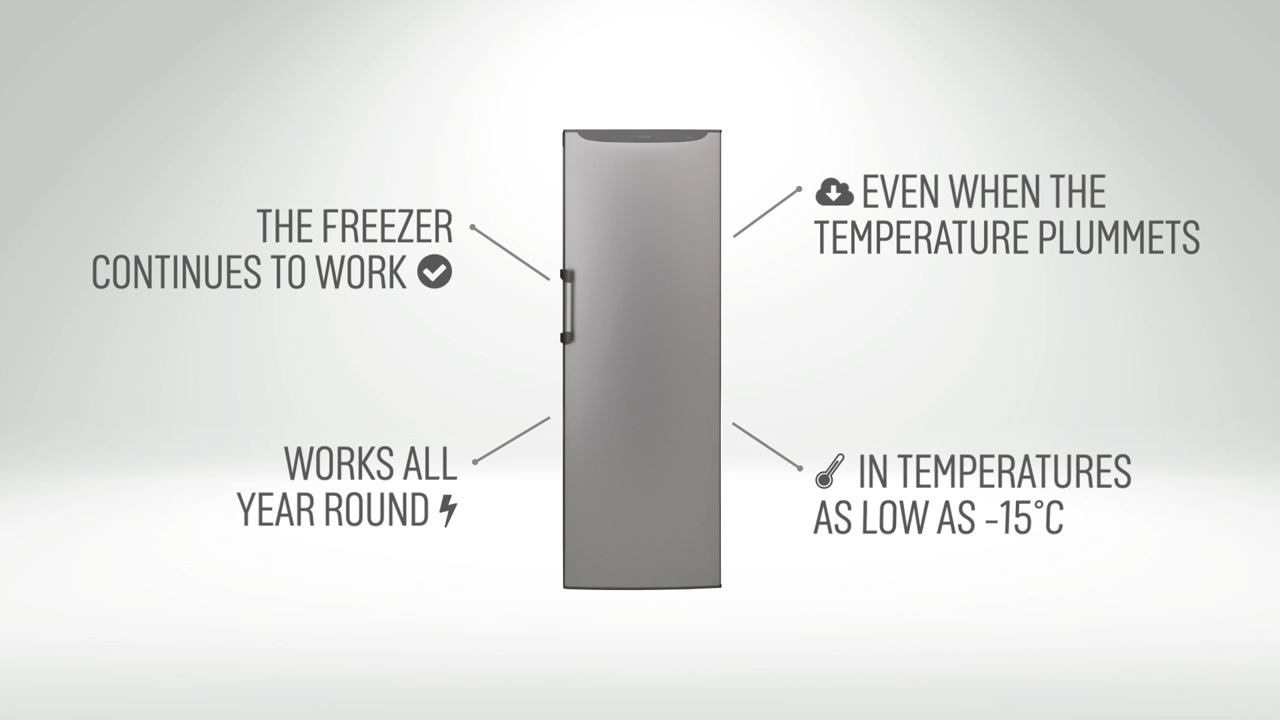 THE FREEZER
CONTINUES TO WORK
EVEN WHEN THE
TEMPERATURE PLUMMETS
WORKS ALL
YEAR ROUND
IN TEMPERATURES
AS LOW AS -15°C